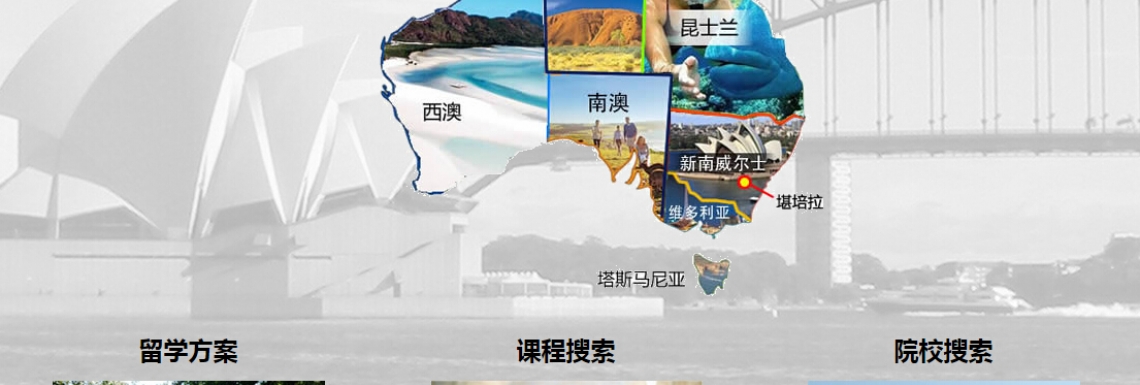 昆士兰
西澳
南澳
新南威尔士
堪培拉
维多利亚
塔斯马尼亚
留学方案 课程搜索 院校搜索